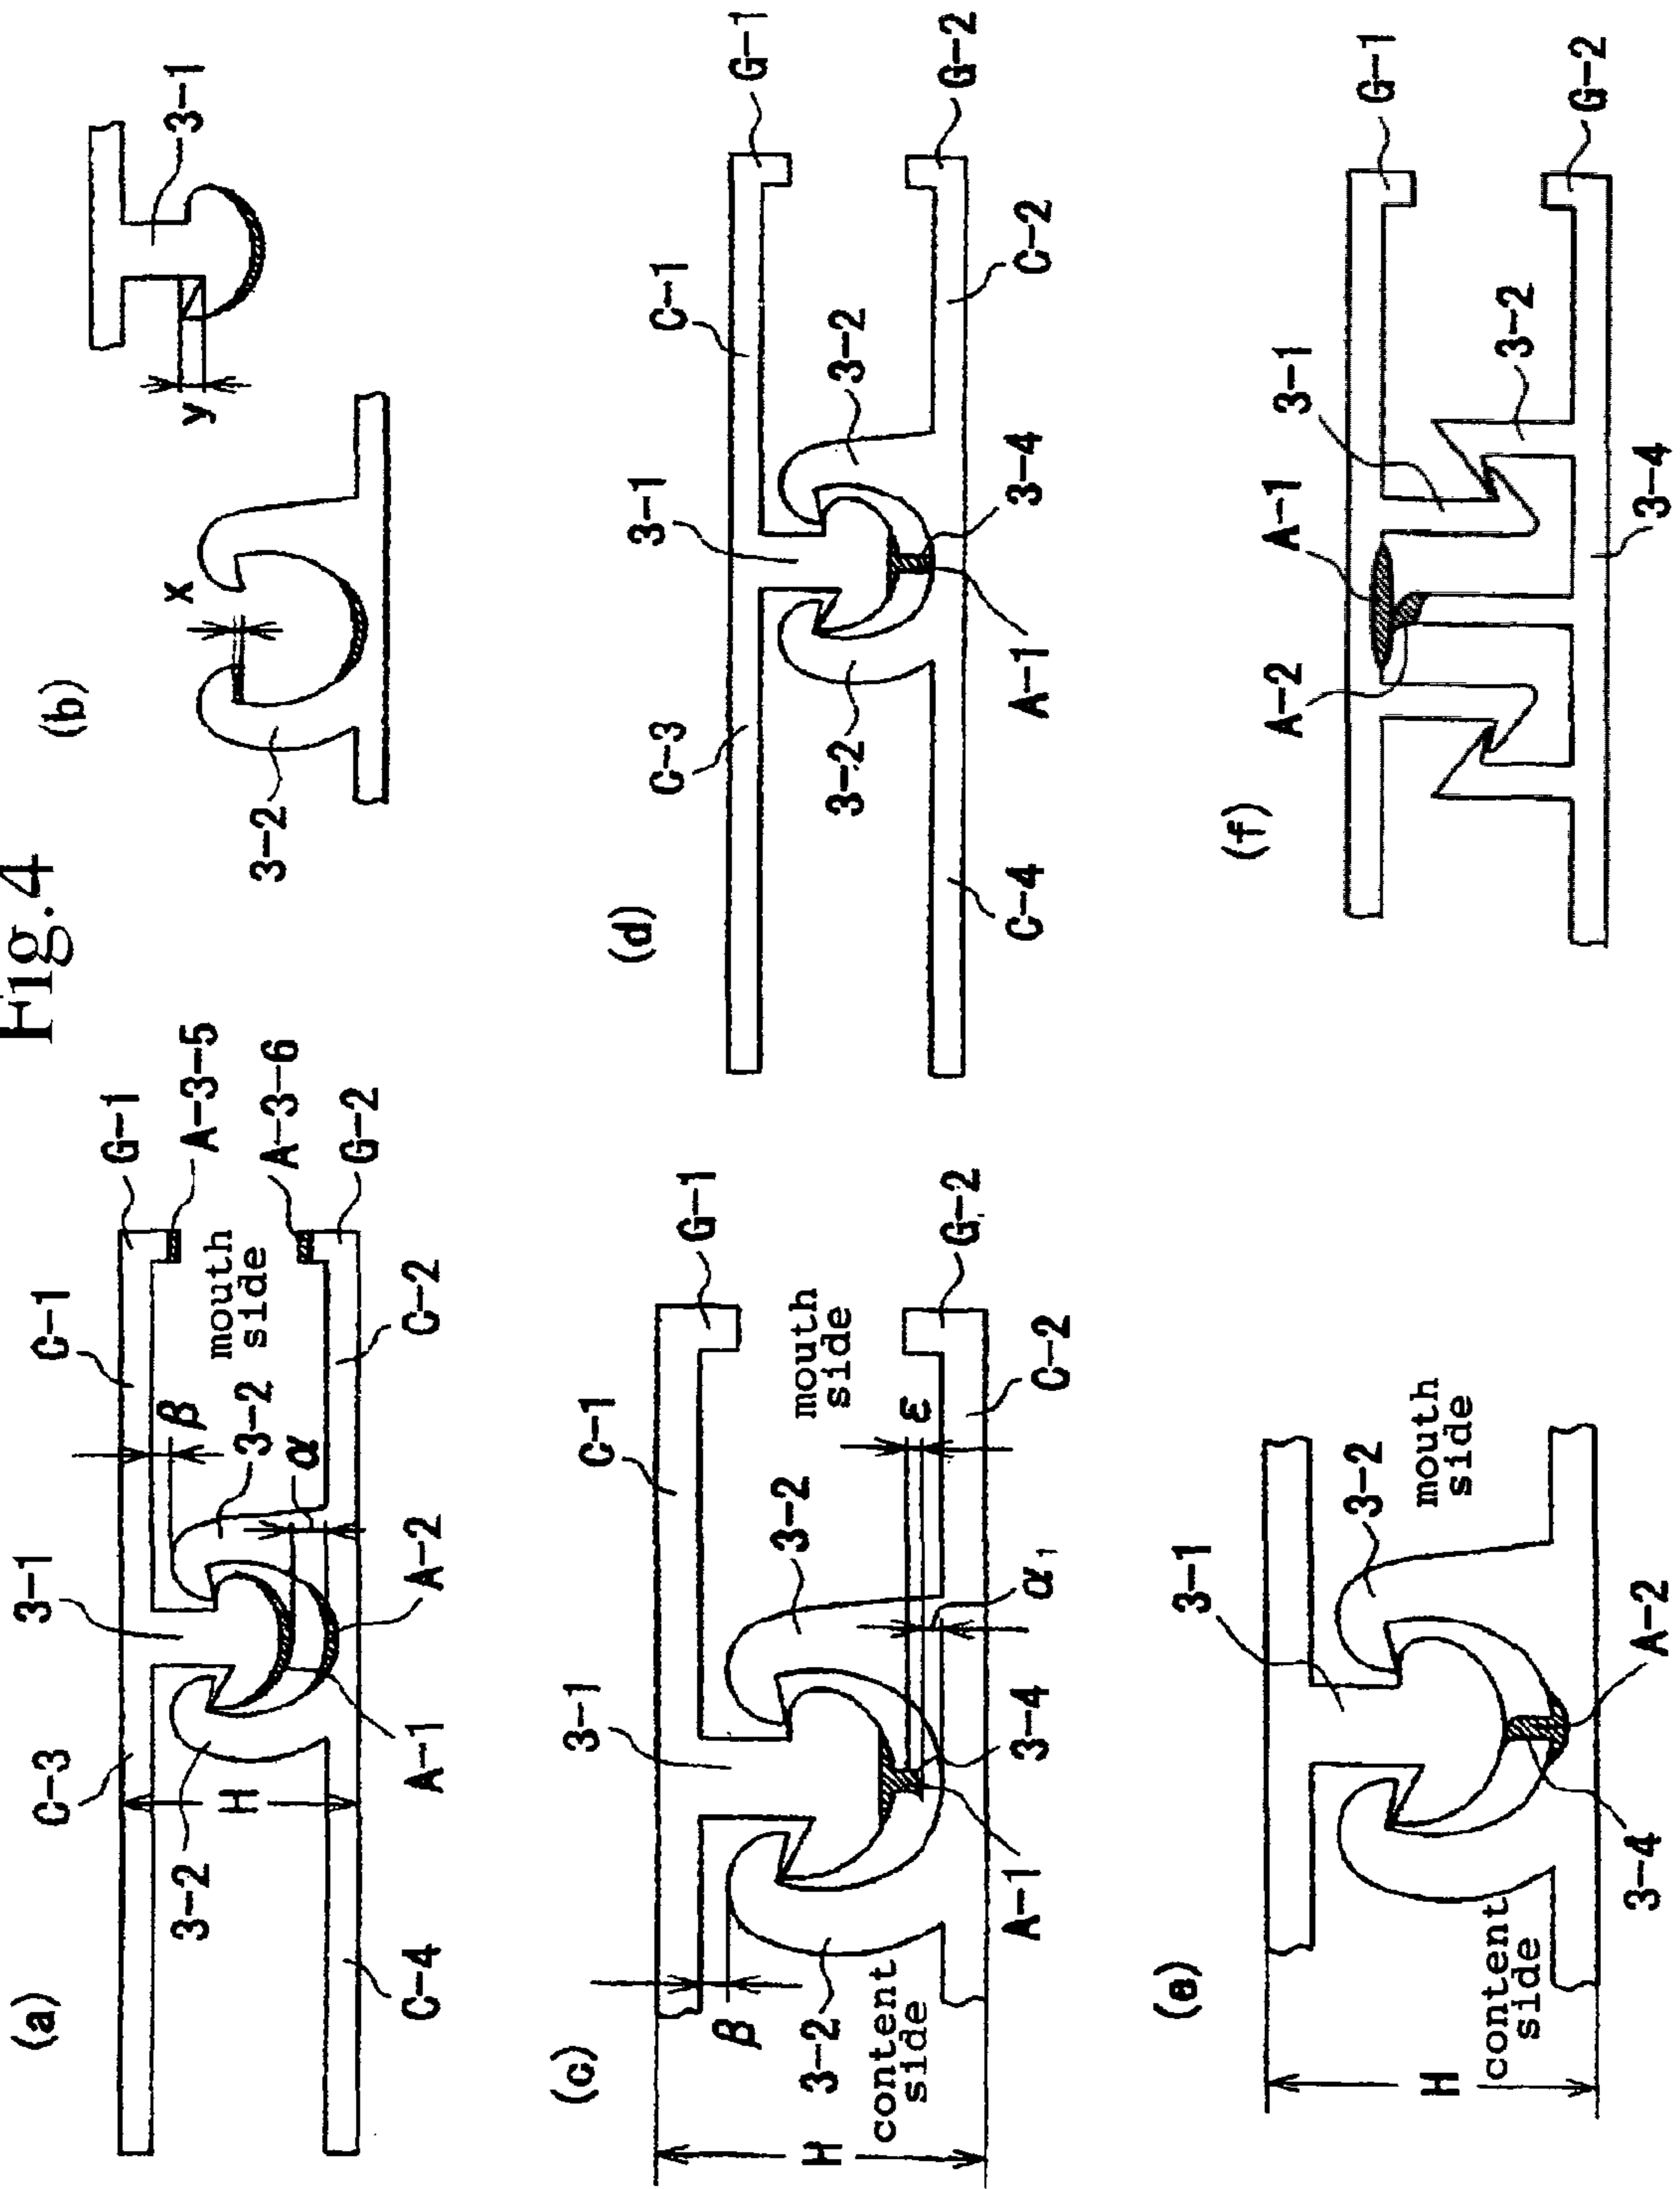 Fig.4
(a)
G-1
C-1
A-3-5
A-3-6
G-2
mouth
side
C-2
β
3-2
α
3-1
A-2
C-3
H
A-1
3-2
C-4
(b)
3-1
y
x
3-2
(c)
G-1
C-1
mouth
side
G-2
ε
C-2
3-2
α₁
3-1
3-4
A-1
β
3-2
content
side
H
(d)
G-1
G-2
C-1
C-2
3-2
3-1
3-4
A-1
C-3
3-2
C-4
(e)
3-1
3-2
mouth
side
A-2
3-4
content
side
H
(f)
G-1
G-2
3-1
3-2
A-1
3-4
A-2